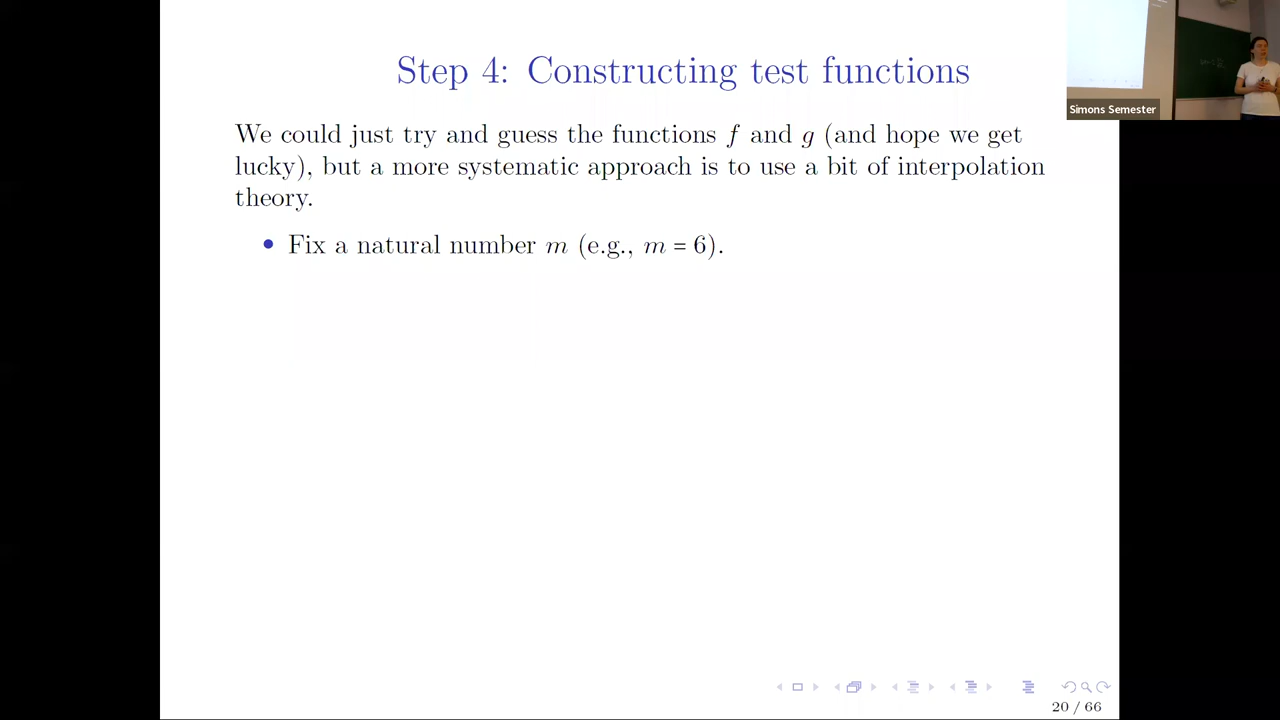 Step 4: Constructing test functions
Simons Semester
We could just try and guess the functions f and g (and hope we get
lucky), but a more systematic approach is to use a bit of interpolation
theory.
• Fix a natural number m (e.g., m = 6).
20 / 66